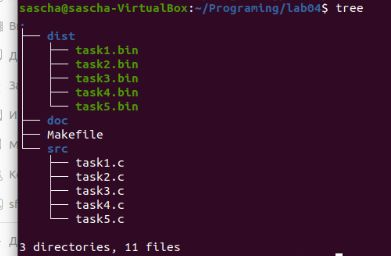 sascha@sascha-VirtualBox:~/Programing/lab04$ tree
.
├── dist
│   ├── task1.bin
│   ├── task2.bin
│   ├── task3.bin
│   ├── task4.bin
│   └── task5.bin
├── doc
├── Makefile
└── src
    ├── task1.c
    ├── task2.c
    ├── task3.c
    ├── task4.c
    └── task5.c

3 directories, 11 files